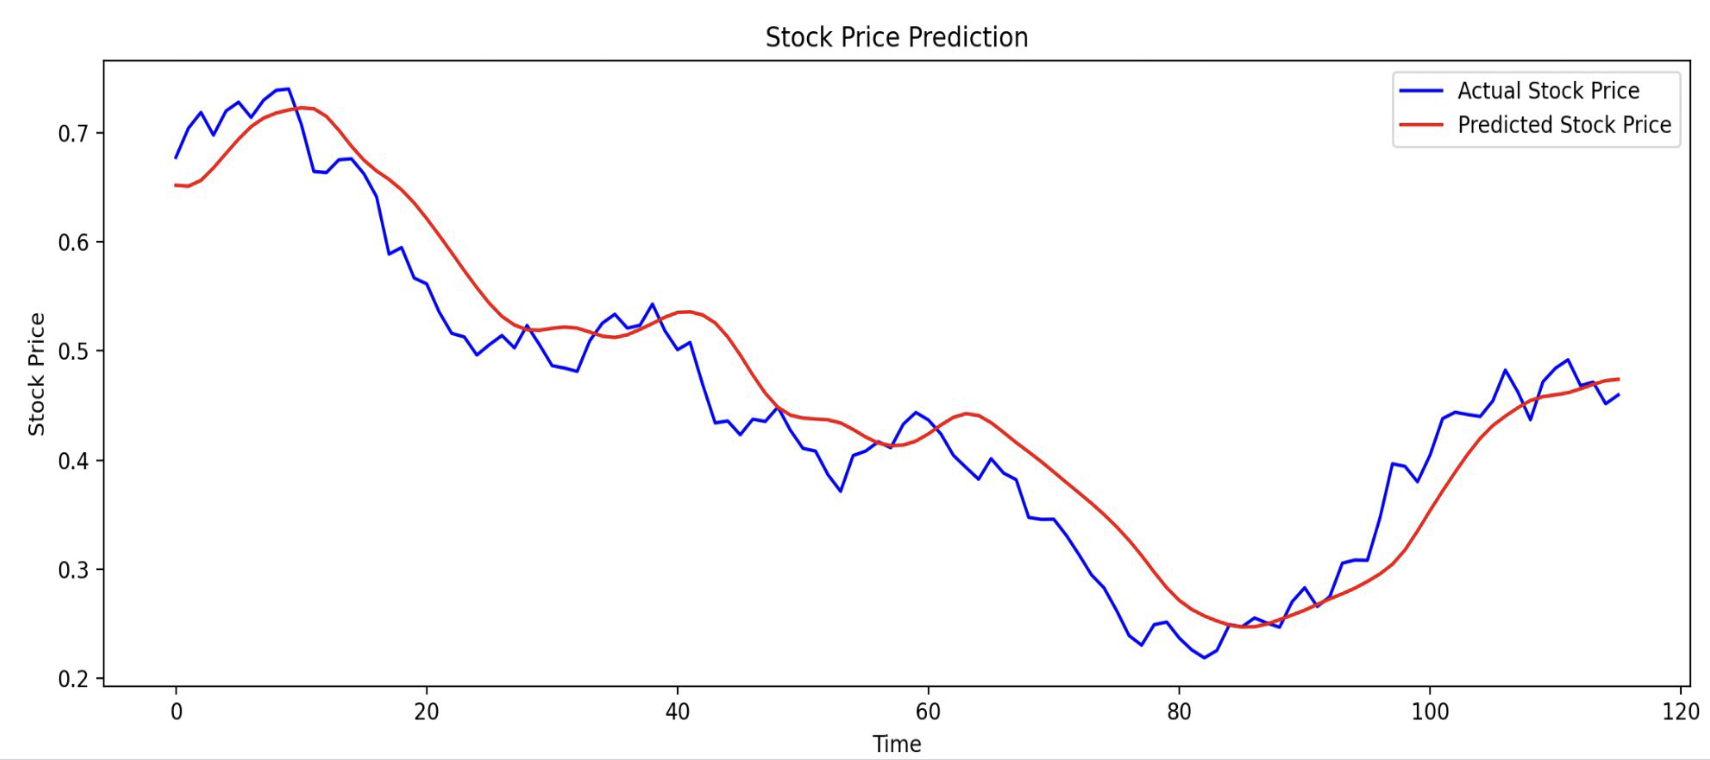 Stock Price Prediction
Actual Stock Price
Predicted Stock Price
Stock Price
0.7
0.6
0.5
0.4
0.3
0.2
0 20 40 60 80 100 120
Time